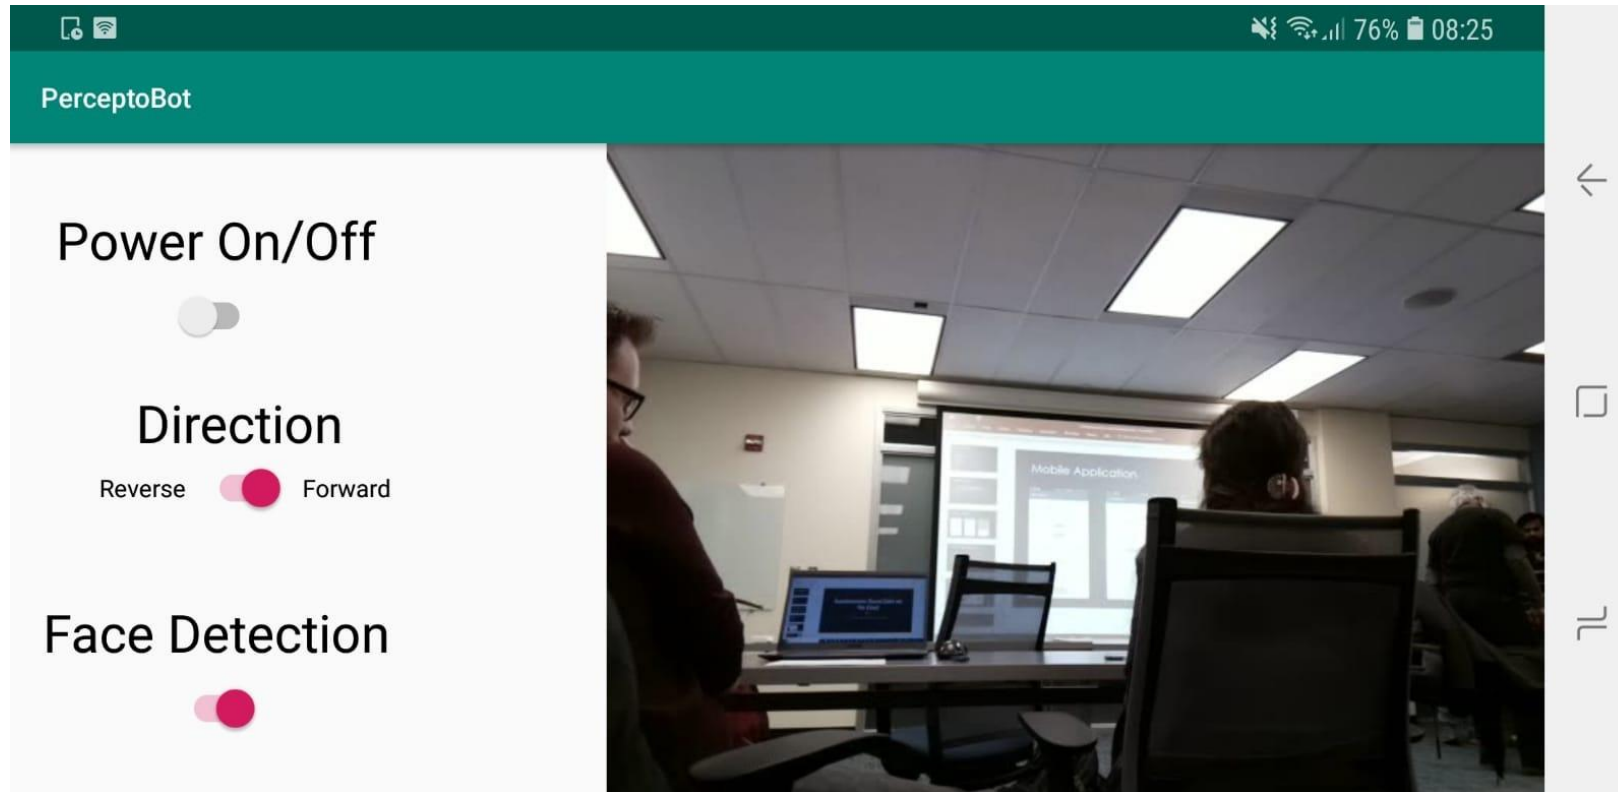 76% 08:25
PerceptoBot
Power On/Off
Direction
Reverse Forward
Face Detection
Mobile Application